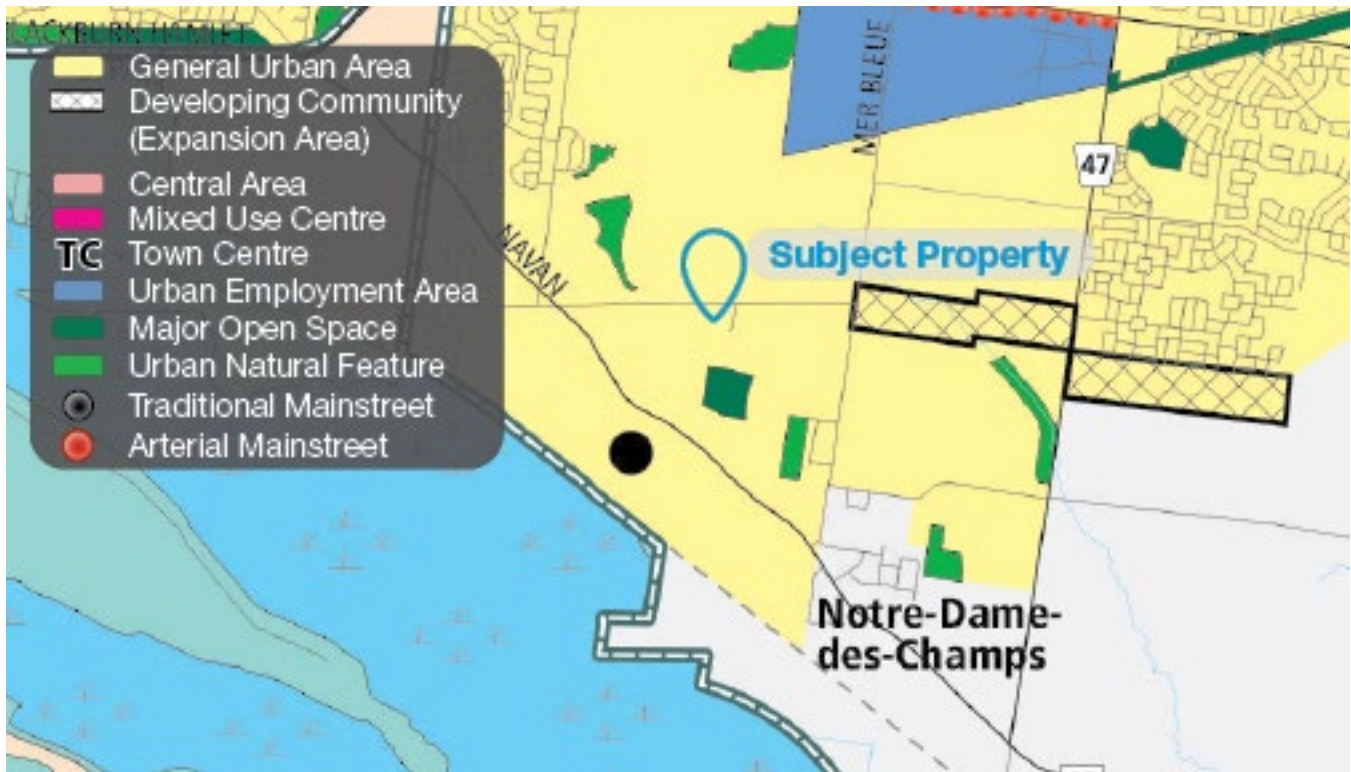 LACKBURN HAMLET
General Urban Area
Developing Community
(Expansion Area)
Central Area
Mixed Use Centre
TC Town Centre
Urban Employment Area
Major Open Space
Urban Natural Feature
Traditional Mainstreet
Arterial Mainstreet
NAVAN
MER BLEUE
47
Subject Property
Notre-Dame-
des-Champs